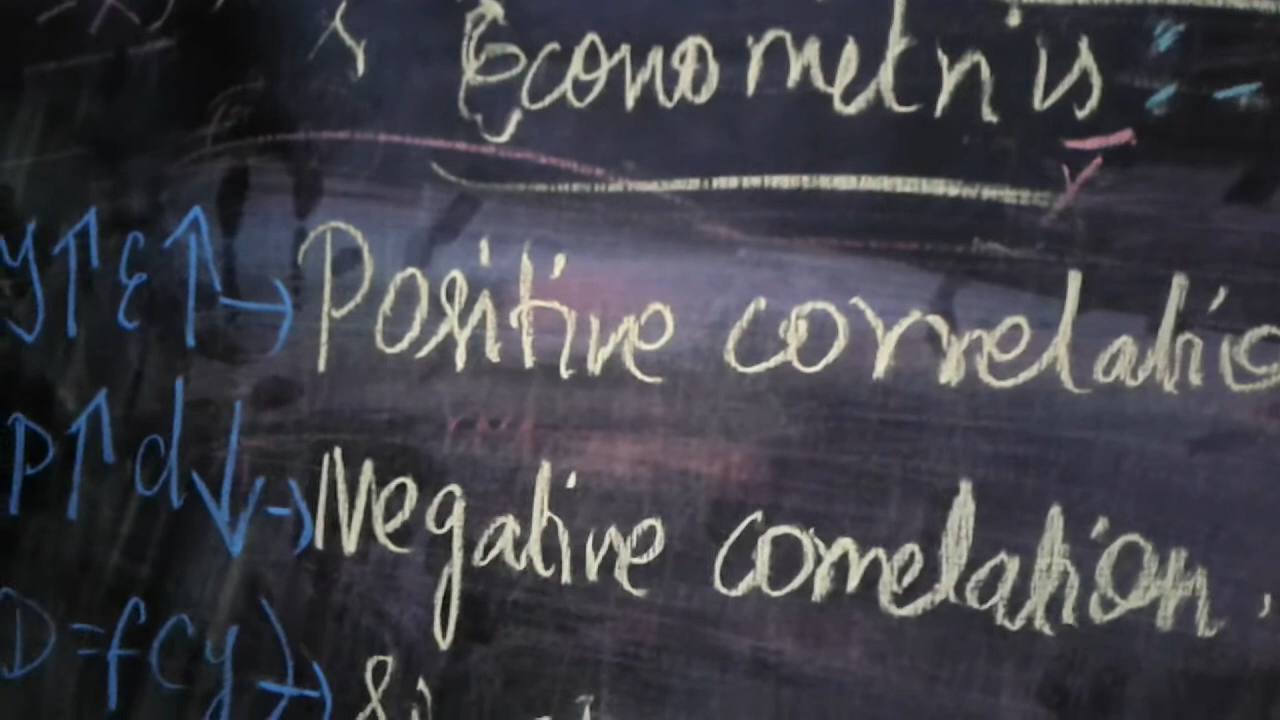 Econometris :-
Y↑ ε↑ → Positive correlatio
P↑ d↓ → Negative correlation.
D = f(y) →